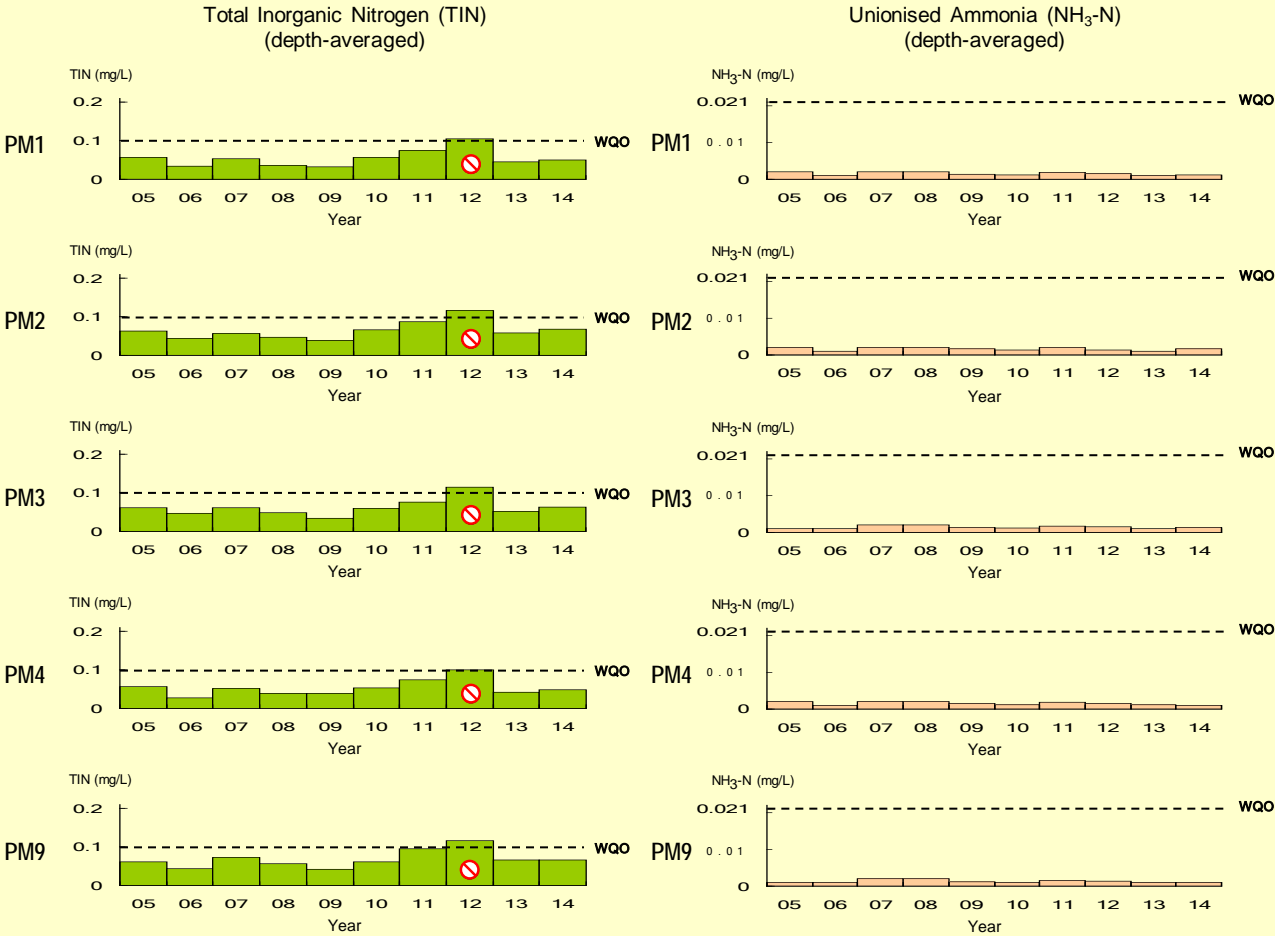 Total Inorganic Nitrogen (TIN)
(depth-averaged)
Unionised Ammonia (NH3-N)
(depth-averaged)
TIN (mg/L)
0.2
0.1
0
PM1
WQO
05 06 07 08 09 10 11 12 13 14
Year
NH3-N (mg/L)
0.021
0.01
0
PM1
WQO
05 06 07 08 09 10 11 12 13 14
Year
TIN (mg/L)
0.2
0.1
0
PM2
WQO
05 06 07 08 09 10 11 12 13 14
Year
NH3-N (mg/L)
0.021
0.01
0
PM2
WQO
05 06 07 08 09 10 11 12 13 14
Year
TIN (mg/L)
0.2
0.1
0
PM3
WQO
05 06 07 08 09 10 11 12 13 14
Year
NH3-N (mg/L)
0.021
0.01
0
PM3
WQO
05 06 07 08 09 10 11 12 13 14
Year
TIN (mg/L)
0.2
0.1
0
PM4
WQO
05 06 07 08 09 10 11 12 13 14
Year
NH3-N (mg/L)
0.021
0.01
0
PM4
WQO
05 06 07 08 09 10 11 12 13 14
Year
TIN (mg/L)
0.2
0.1
0
PM9
WQO
05 06 07 08 09 10 11 12 13 14
Year
NH3-N (mg/L)
0.021
0.01
0
PM9
WQO
05 06 07 08 09 10 11 12 13 14
Year